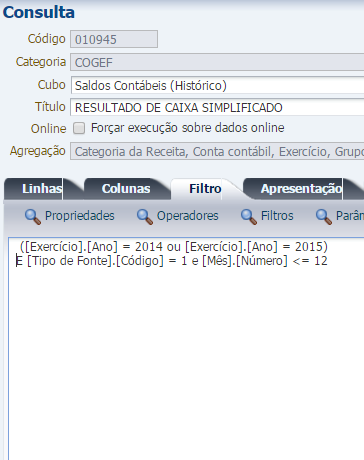 Consulta
Código 010945
Categoria COGEF
Cubo Saldos Contábeis (Histórico)
Título RESULTADO DE CAIXA SIMPLIFICADO
Online Forçar execução sobre dados online
Agregação Categoria da Receita, Conta contábil, Exercício, Grupo
Linhas Colunas Filtro Apresentação
Propriedades Operadores Filtros Parân
([Exercício].[Ano] = 2014 ou [Exercício].[Ano] = 2015)
E [Tipo de Fonte].[Código] = 1 e [Mês].[Número] <= 12